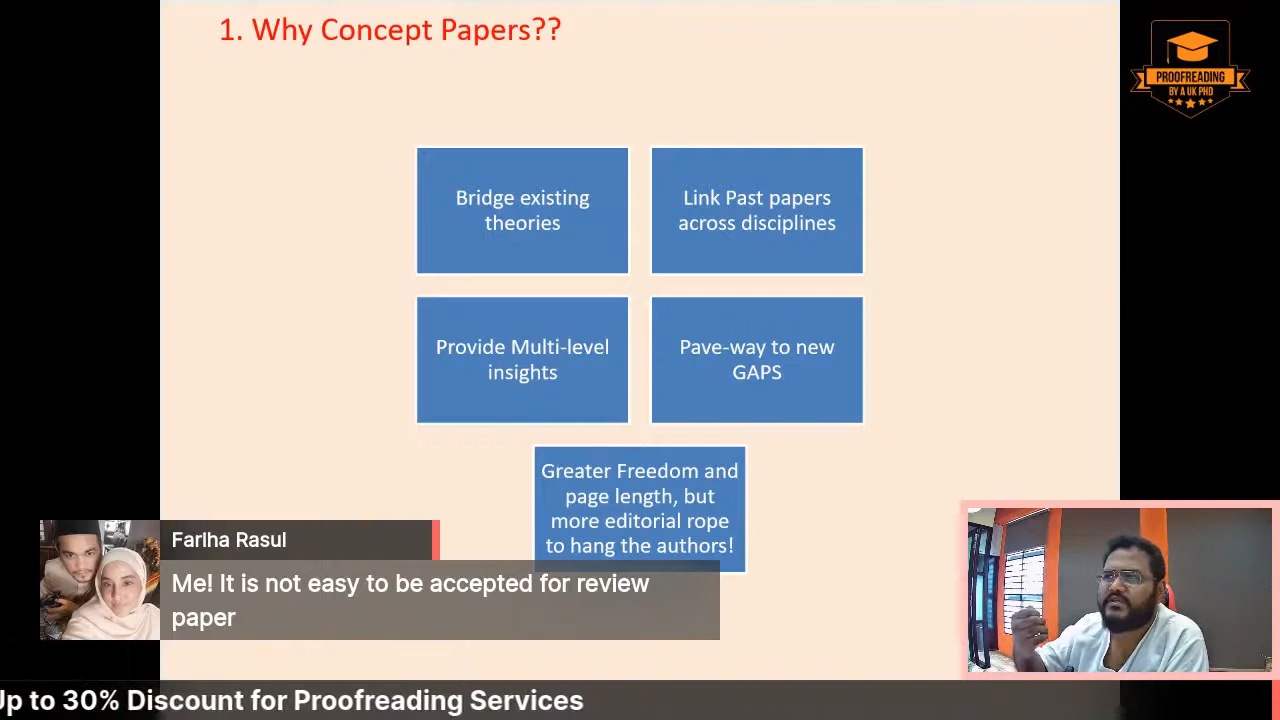 1. Why Concept Papers??
PROOFREADING
BY A UK PHD
Bridge existing
theories
Link Past papers
across disciplines
Provide Multi-level
insights
Pave-way to new
GAPS
Greater Freedom and
page length, but
more editorial rope
to hang the authors!
Fariha Rasul
Me! It is not easy to be accepted for review
paper
Up to 30% Discount for Proofreading Services